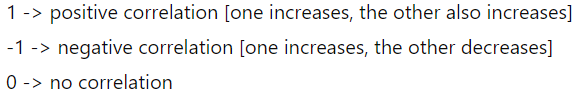 1 -> positive correlation [one increases, the other also increases]
-1 -> negative correlation [one increases, the other decreases]
0 -> no correlation